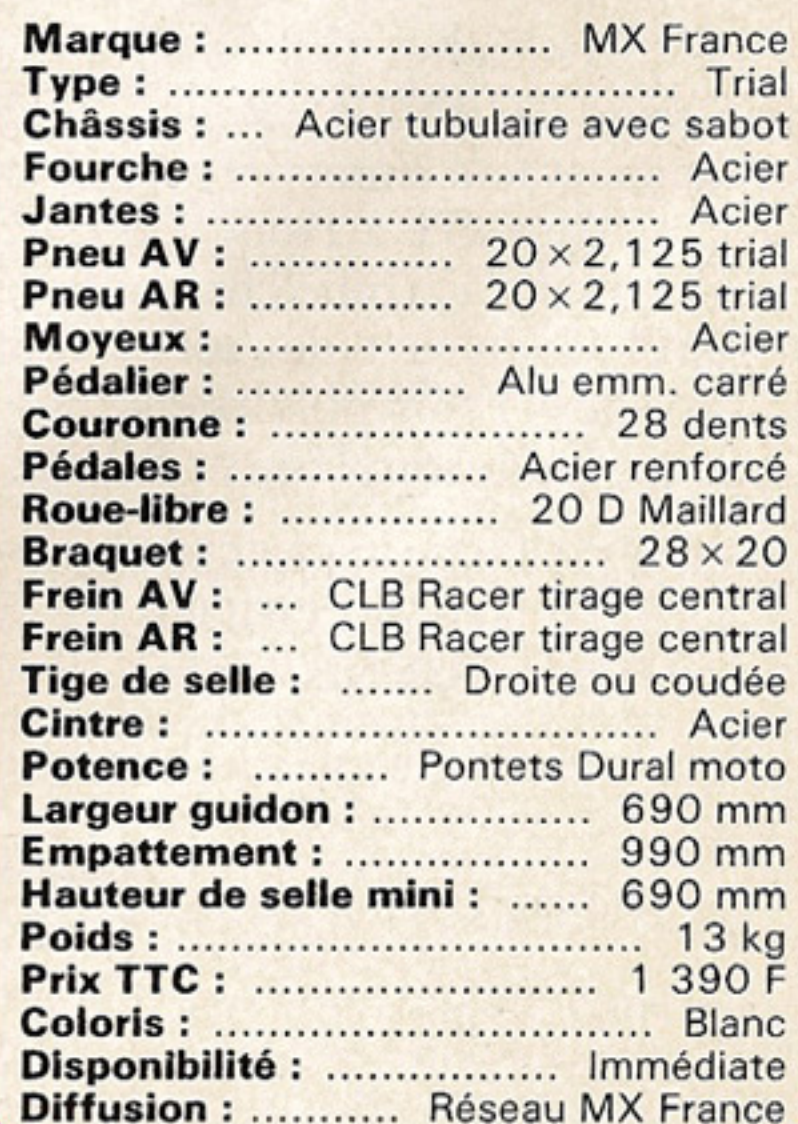 Marque : ......................... MX France
Type : ....................................... Trial
Châssis : ... Acier tubulaire avec sabot
Fourche : ................................ Acier
Jantes : .................................. Acier
Pneu AV : ............... 20 × 2,125 trial
Pneu AR : ............... 20 × 2,125 trial
Moyeux : ................................ Acier
Pédalier : ................. Alu emm. carré
Couronne : ........................ 28 dents
Pédales : .................... Acier renforcé
Roue-libre : ................. 20 D Maillard
Braquet : ............................ 28 × 20
Frein AV : ... CLB Racer tirage central
Frein AR : ... CLB Racer tirage central
Tige de selle : ....... Droite ou coudée
Cintre : .................................. Acier
Potence : .......... Pontets Dural moto
Largeur guidon : ................ 690 mm
Empattement : .................. 990 mm
Hauteur de selle mini : ...... 690 mm
Poids : ................................... 13 kg
Prix TTC : .......................... 1 390 F
Coloris : ................................. Blanc
Disponibilité : ................. Immédiate
Diffusion : ........... Réseau MX France